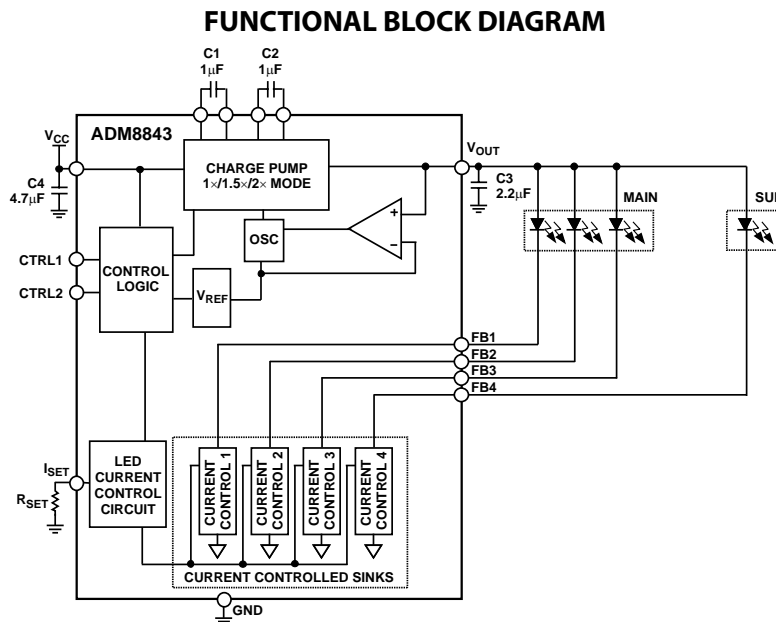 FUNCTIONAL BLOCK DIAGRAM
C1
1μF
C2
1μF
ADM8843
VCC
C4
4.7μF
CHARGE PUMP
1×/1.5×/2× MODE
VOUT
C3
2.2μF
MAIN
OSC
+
–
CTRL1
CTRL2
CONTROL
LOGIC
VREF
FB1
FB2
FB3
FB4
ISET
RSET
LED
CURRENT
CONTROL
CIRCUIT
CURRENT
CONTROL 1
CURRENT
CONTROL 2
CURRENT
CONTROL 3
CURRENT
CONTROL 4
CURRENT CONTROLLED SINKS
GND